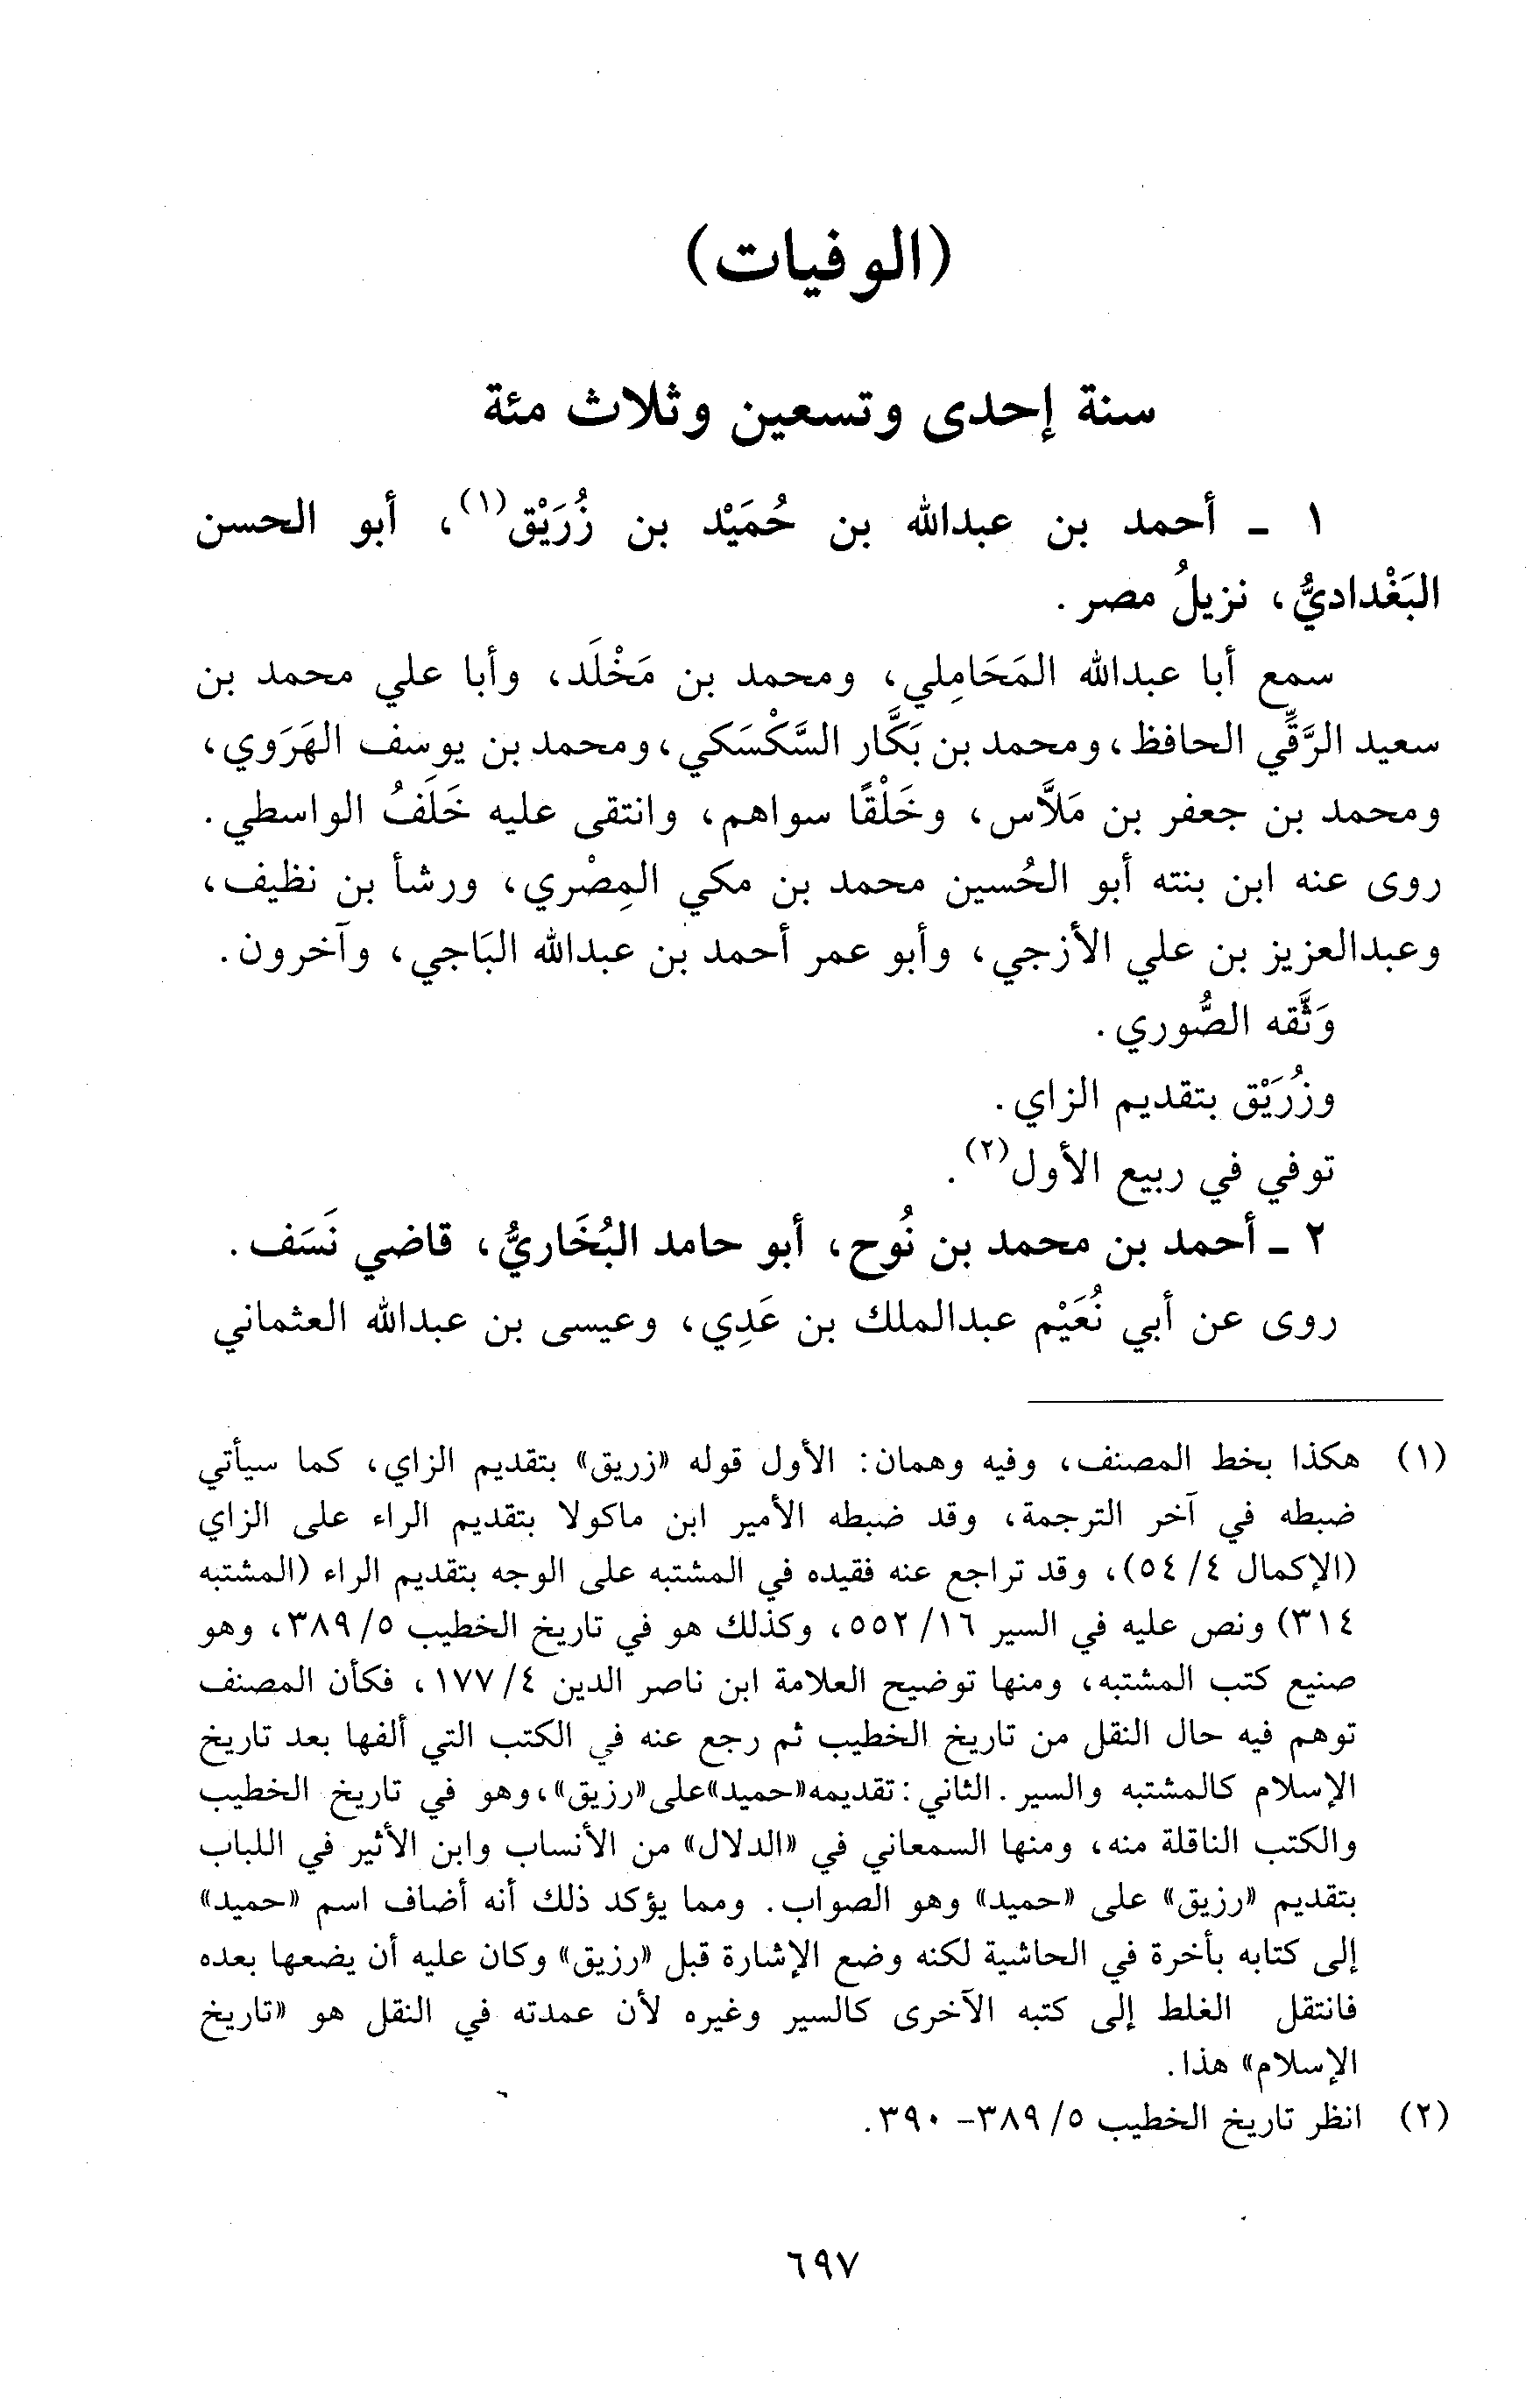 (الوفيات)
سنة إحدى وتسعين وثلاث مئة
١ - أحمد بن عبدالله بن حُمَيْد بن زُرَيْق(١)، أبو الحسن
البَغْداديُّ، نزيلُ مصر.
سمع أبا عبدالله المَحَامِلي، ومحمد بن مَخْلَد، وأبا علي محمد بن
سعيد الرَّقِّي الحافظ، ومحمد بن بَكَّار السَّكْسَكي، ومحمد بن يوسف الهَرَوي،
ومحمد بن جعفر بن مَلاَّس، وخَلْقًا سواهم، وانتقى عليه خَلَفُ الواسطي.
روى عنه ابن بنته أبو الحُسين محمد بن مكي المِصْري، ورشأ بن نظيف،
وعبدالعزيز بن علي الأزجي، وأبو عمر أحمد بن عبدالله البَاجي، وآخرون.
وَثَّقه الصُّوري.
وزُرَيْق بتقديم الزاي.
توفي في ربيع الأول(٢).
٢ - أحمد بن محمد بن نُوح، أبو حامد البُخَاريُّ، قاضي نَسَف.
روى عن أبي نُعَيْم عبدالملك بن عَدِي، وعيسى بن عبدالله العثماني
(١) هكذا بخط المصنف، وفيه وهمان: الأول قوله «زريق» بتقديم الزاي، كما سيأتي
ضبطه في آخر الترجمة، وقد ضبطه الأمير ابن ماكولا بتقديم الراء على الزاي
(الإكمال ٤/ ٥٤)، وقد تراجع عنه فقيده في المشتبه على الوجه بتقديم الراء (المشتبه
٣١٤) ونص عليه في السير ١٦/ ٥٥٢، وكذلك هو في تاريخ الخطيب ٥/ ٣٨٩، وهو
صنيع كتب المشتبه، ومنها توضيح العلامة ابن ناصر الدين ٤/ ١٧٧، فكأن المصنف
توهم فيه حال النقل من تاريخ الخطيب ثم رجع عنه في الكتب التي ألفها بعد تاريخ
الإسلام كالمشتبه والسير. الثاني: تقديمه«حميد»على«رزيق»، وهو في تاريخ الخطيب
والكتب الناقلة منه، ومنها السمعاني في «الدلال» من الأنساب وابن الأثير في اللباب
بتقديم «رزيق» على «حميد» وهو الصواب. ومما يؤكد ذلك أنه أضاف اسم «حميد»
إلى كتابه بأخرة في الحاشية لكنه وضع الإشارة قبل «رزيق» وكان عليه أن يضعها بعده
فانتقل الغلط إلى كتبه الآخرى كالسير وغيره لأن عمدته في النقل هو «تاريخ
الإسلام» هذا.
(٢) انظر تاريخ الخطيب ٥/ ٣٨٩- ٣٩٠.
٦٩٧